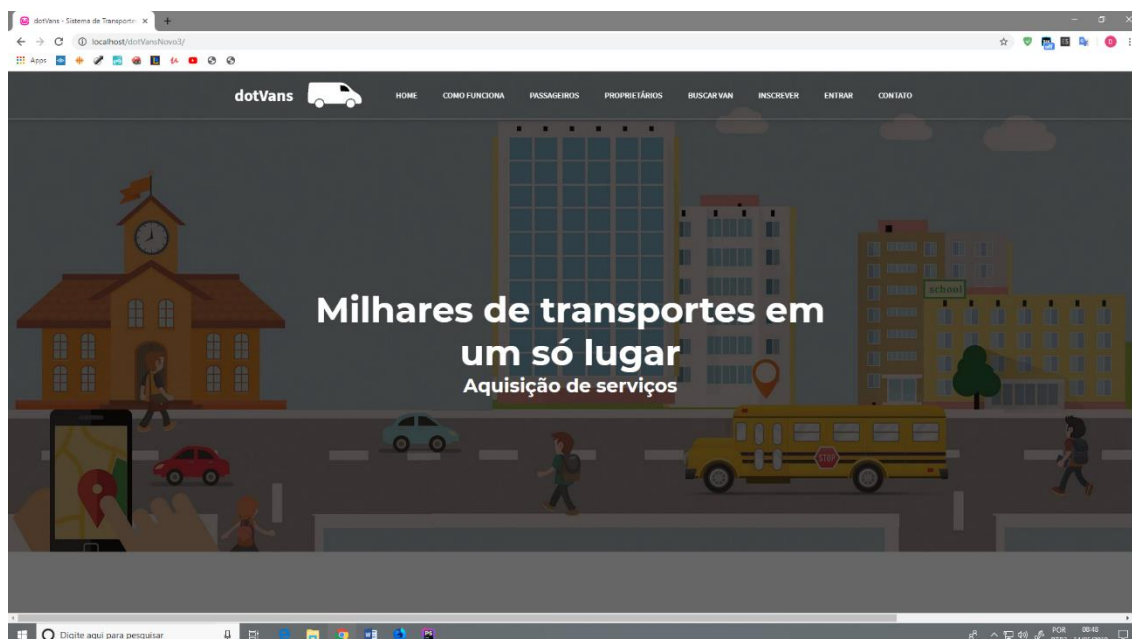 dotVans - Sistema de Transporte
localhost/dotVansNovo3/
Apps
dotVans
HOME
COMO FUNCIONA
PASSAGEIROS
PROPRIETÁRIOS
BUSCAR VAN
INSCREVER
ENTRAR
CONTATO
school
Milhares de transportes em
um só lugar
Aquisição de serviços
STOP
Digite aqui para pesquisar
POR
00:48